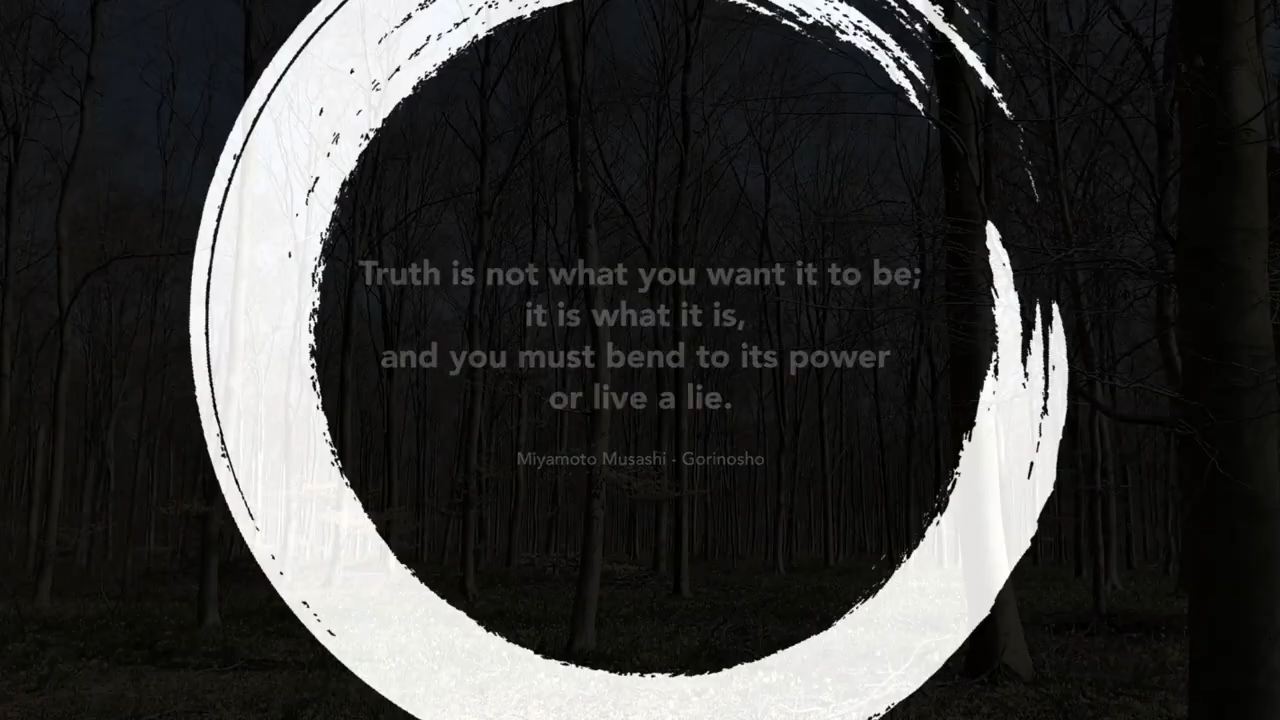 Truth is not what you want it to be;
it is what it is,
and you must bend to its power
or live a lie.
Miyamoto Musashi - Gorinosho